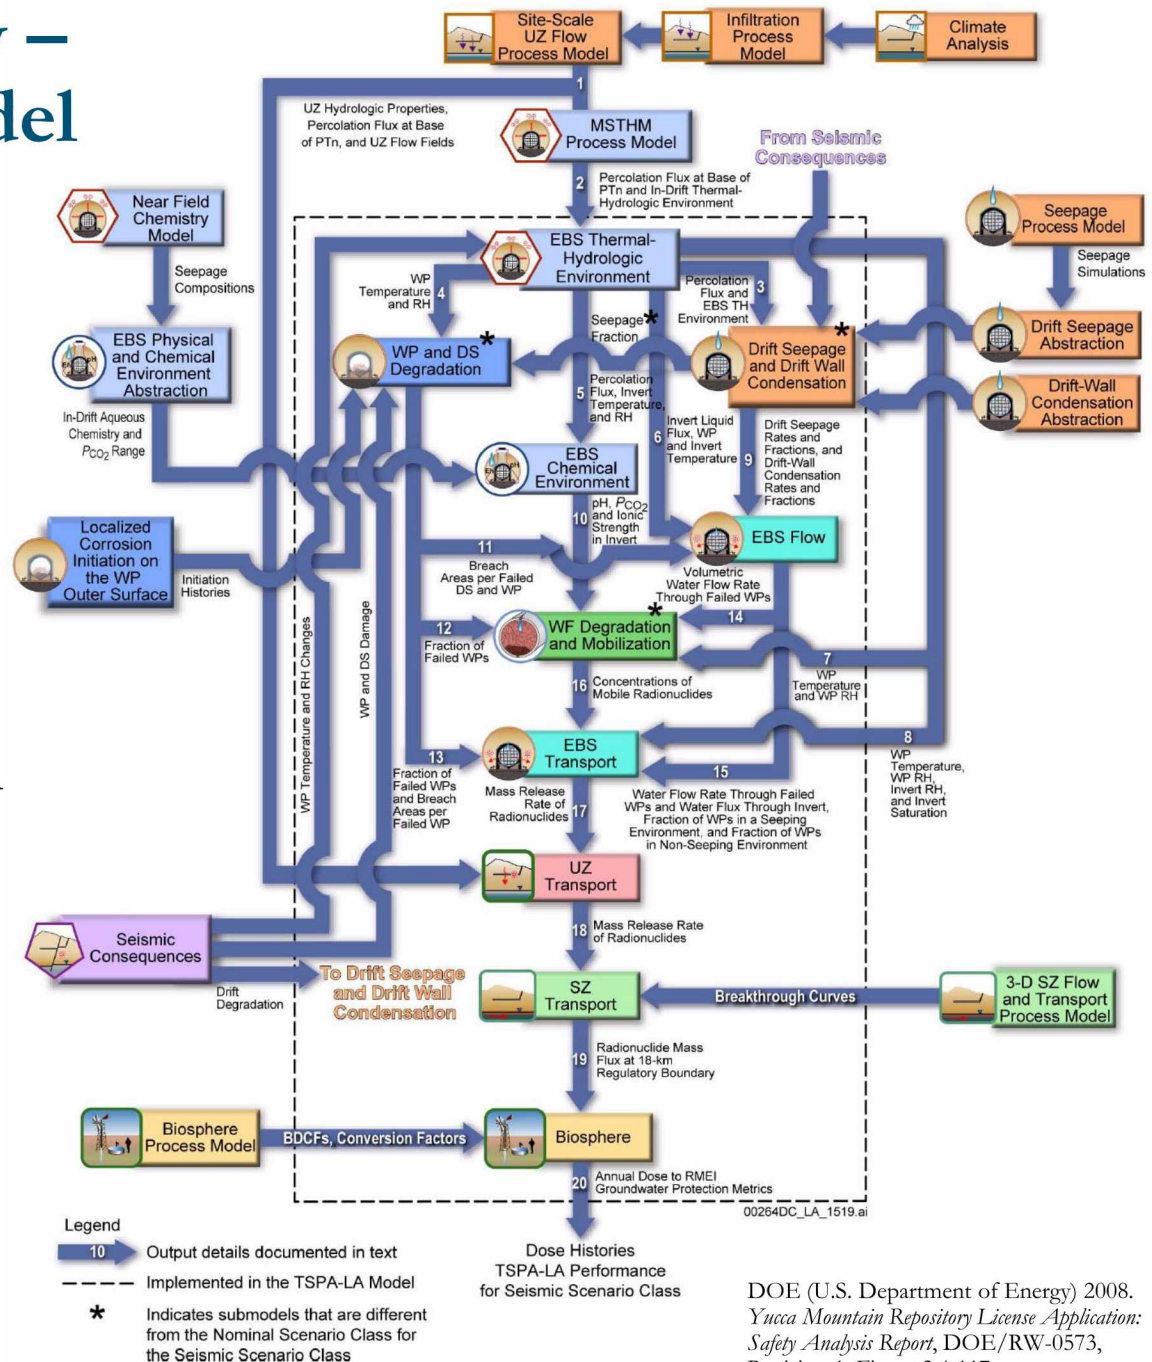 del
Site-Scale
UZ Flow
Process Model
Infiltration
Process
Model
Climate
Analysis
1
UZ Hydrologic Properties,
Percolation Flux at Base
of PTn, and UZ Flow Fields
MSTHM
Process Model
From Seismic
Consequences
2
Percolation Flux at Base of
PTn and In-Drift Thermal-
Hydrologic Environment
Near Field
Chemistry
Model
Seepage
Process Model
EBS Thermal-
Hydrologic
Environment
Seepage
Compositions
Seepage
Simulations
WP
Temperature
and RH
4
Percolation
Flux and
EBS TH
Environment
3
Seepage*
Fraction
EBS Physical
and Chemical
Environment
Abstraction
WP and DS
Degradation
*
Drift Seepage
and Drift Wall
Condensation
*
Drift Seepage
Abstraction
5
Percolation
Flux, Invert
Temperature,
and RH
Drift-Wall
Condensation
Abstraction
In-Drift Aqueous
Chemistry and
PCO2 Range
6
Invert Liquid
Flux, WP
and Invert
Temperature
9
Drift Seepage
Rates and
Fractions, and
Drift-Wall
Condensation
Rates and
Fractions
EBS
Chemical
Environment
10
pH, PCO2
and Ionic
Strength
in Invert
Localized
Corrosion
Initiation on
the WP
Outer Surface
Initiation
Histories
EBS Flow
11
Breach
Areas per Failed
DS and WP
Volumetric
Water Flow Rate
Through Failed WPs
14
WP Temperature and RH Changes
WP and DS Damage
12
Fraction of
Failed WPs
WF Degradation
and Mobilization
*
7
WP
Temperature
and WP RH
16
Concentrations of
Mobile Radionuclides
8
WP
Temperature,
WP RH,
Invert RH,
and Invert
Saturation
EBS
Transport
13
Fraction of
Failed WPs
and Breach
Areas per
Failed WP
15
Mass Release
Rate of
Radionuclides
17
Water Flow Rate Through Failed
WPs and Water Flux Through Invert,
Fraction of WPs in a Seeping
Environment, and Fraction of WPs
in Non-Seeping Environment
UZ
Transport
18
Mass Release Rate
of Radionuclides
Seismic
Consequences
Drift
Degradation
To Drift Seepage
and Drift Wall
Condensation
SZ
Transport
Breakthrough Curves
3-D SZ Flow
and Transport
Process Model
19
Radionuclide Mass
Flux at 18-km
Regulatory Boundary
Biosphere
Process Model
BDCFs, Conversion Factors
Biosphere
20
Annual Dose to RMEI
Groundwater Protection Metrics
00264DC_LA_1519.ai
Dose Histories
TSPA-LA Performance
for Seismic Scenario Class
Legend
10 Output details documented in text
Implemented in the TSPA-LA Model
* Indicates submodels that are different
from the Nominal Scenario Class for
the Seismic Scenario Class
DOE (U.S. Department of Energy) 2008.
Yucca Mountain Repository License Application:
Safety Analysis Report, DOE/RW-0573,